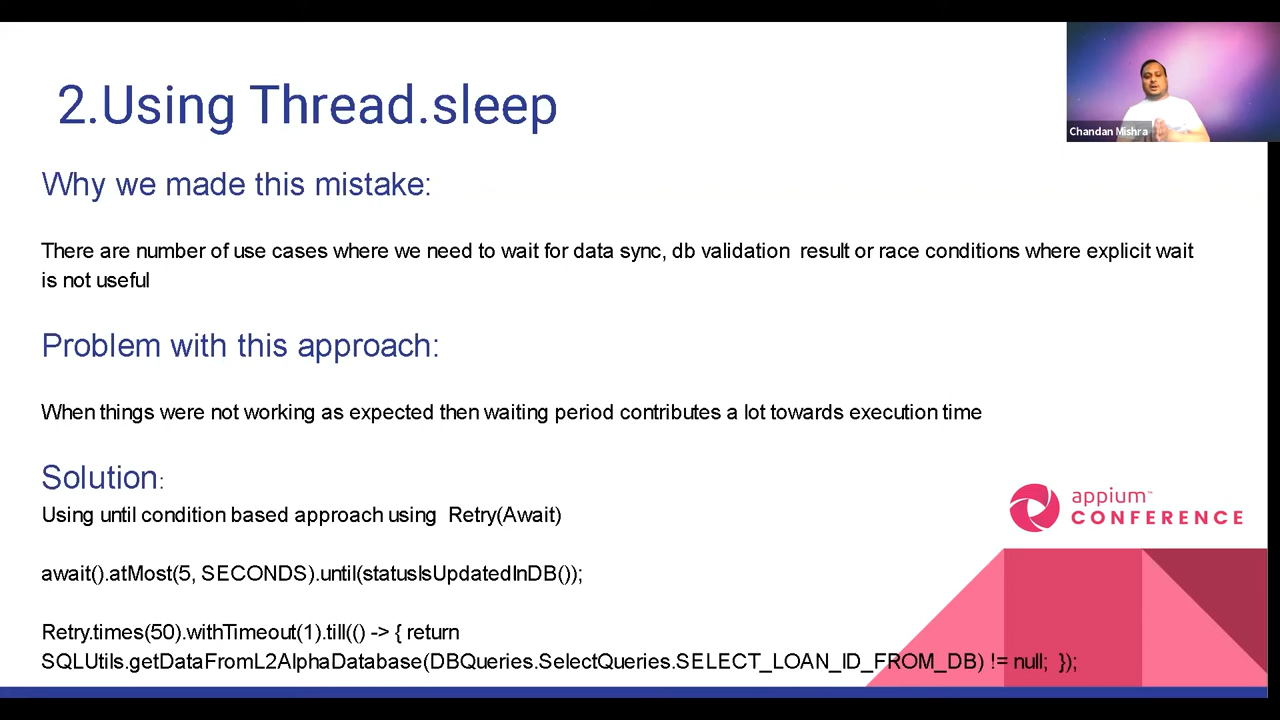 2.Using Thread.sleep
Chandan Mishra
Why we made this mistake:
There are number of use cases where we need to wait for data sync, db validation result or race conditions where explicit wait
is not useful
Problem with this approach:
When things were not working as expected then waiting period contributes a lot towards execution time
Solution:
Using until condition based approach using Retry(Await)
appium™
CONFERENCE
await().atMost(5, SECONDS).until(statusIsUpdatedInDB());
Retry.times(50).withTimeout(1).till(() -> { return
SQLUtils.getDataFromL2AlphaDatabase(DBQueries.SelectQueries.SELECT_LOAN_ID_FROM_DB) != null; });